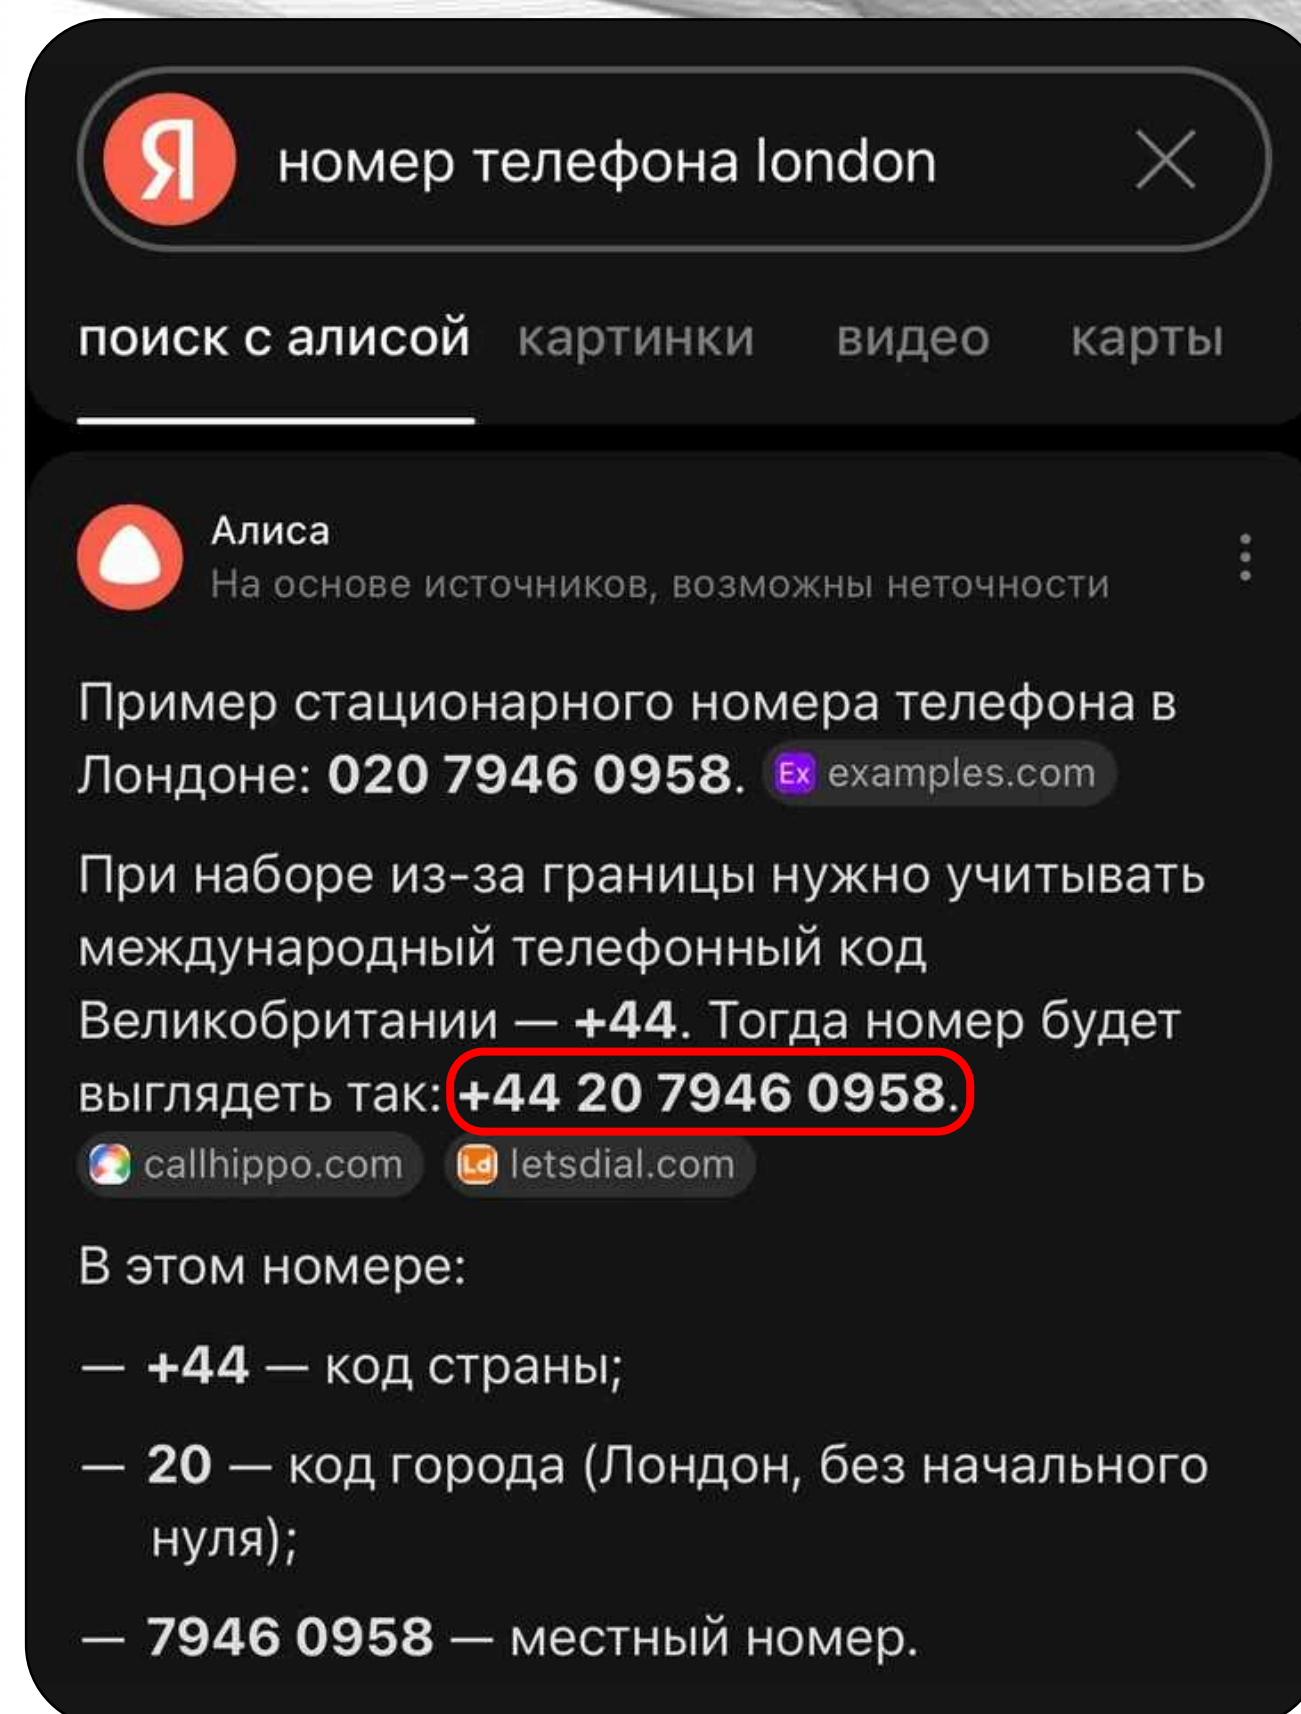 Я номер телефона london
поиск с алисой картинки видео карты
Алиса
На основе источников, возможны неточности
Пример стационарного номера телефона в
Лондоне: 020 7946 0958. Ex examples.com
При наборе из-за границы нужно учитывать
международный телефонный код
Великобритании — +44. Тогда номер будет
выглядеть так: +44 20 7946 0958.
callhippo.com Ld letsdial.com
В этом номере:
— +44 — код страны;
— 20 — код города (Лондон, без начального
нуля);
— 7946 0958 — местный номер.